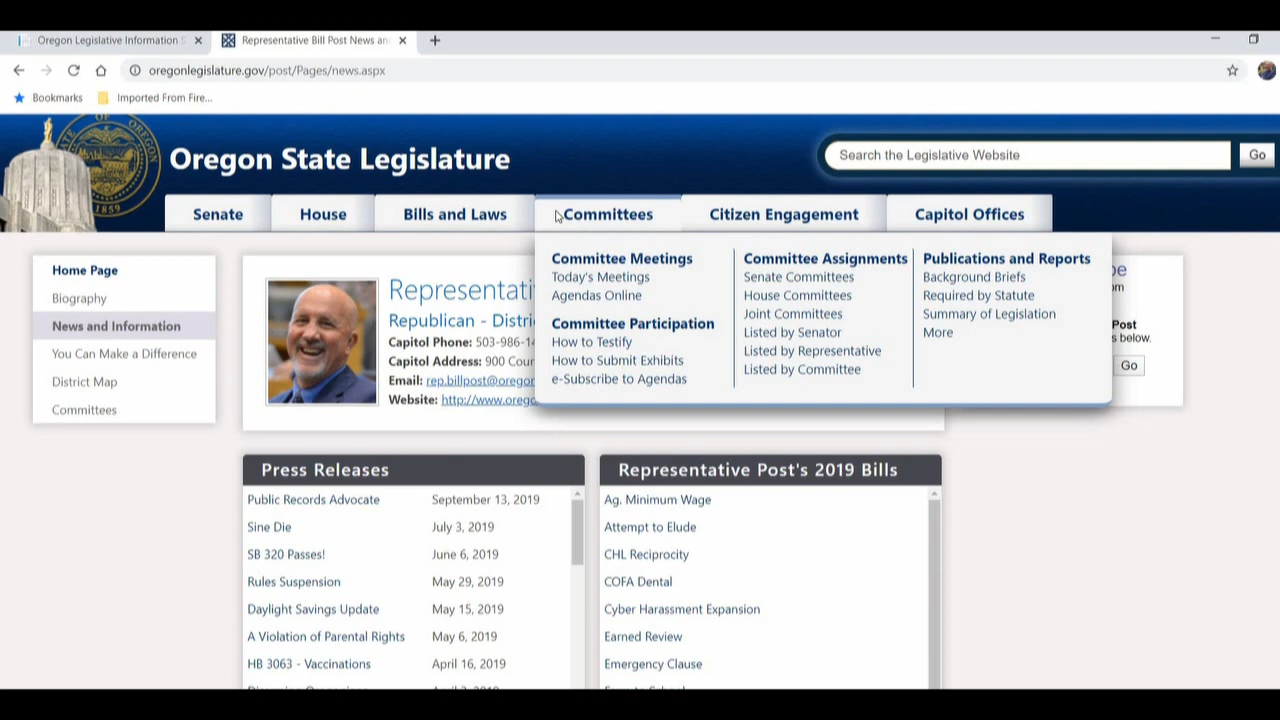 Oregon Legislative Information S
Representative Bill Post News an
oregonlegislature.gov/post/Pages/news.aspx
Bookmarks
Imported From Fire...
OF
1859
Oregon State Legislature
Search the Legislative Website
Go
Senate
House
Bills and Laws
Committees
Citizen Engagement
Capitol Offices
Home Page
Biography
News and Information
You Can Make a Difference
District Map
Committees
Representati
Republican - Distri
Capitol Phone: 503-986-1
Capitol Address: 900 Cour
Email: rep.billpost@oregor
Website: http://www.orego
Committee Meetings
Today's Meetings
Agendas Online
Committee Participation
How to Testify
How to Submit Exhibits
e-Subscribe to Agendas
Committee Assignments
Senate Committees
House Committees
Joint Committees
Listed by Senator
Listed by Representative
Listed by Committee
Publications and Reports
Background Briefs
Required by Statute
Summary of Legislation
More
be
om
Post
s below.
Go
Press Releases
Public Records Advocate September 13, 2019
Sine Die July 3, 2019
SB 320 Passes! June 6, 2019
Rules Suspension May 29, 2019
Daylight Savings Update May 15, 2019
A Violation of Parental Rights May 6, 2019
HB 3063 - Vaccinations April 16, 2019
Representative Post's 2019 Bills
Ag. Minimum Wage
Attempt to Elude
CHL Reciprocity
COFA Dental
Cyber Harassment Expansion
Earned Review
Emergency Clause